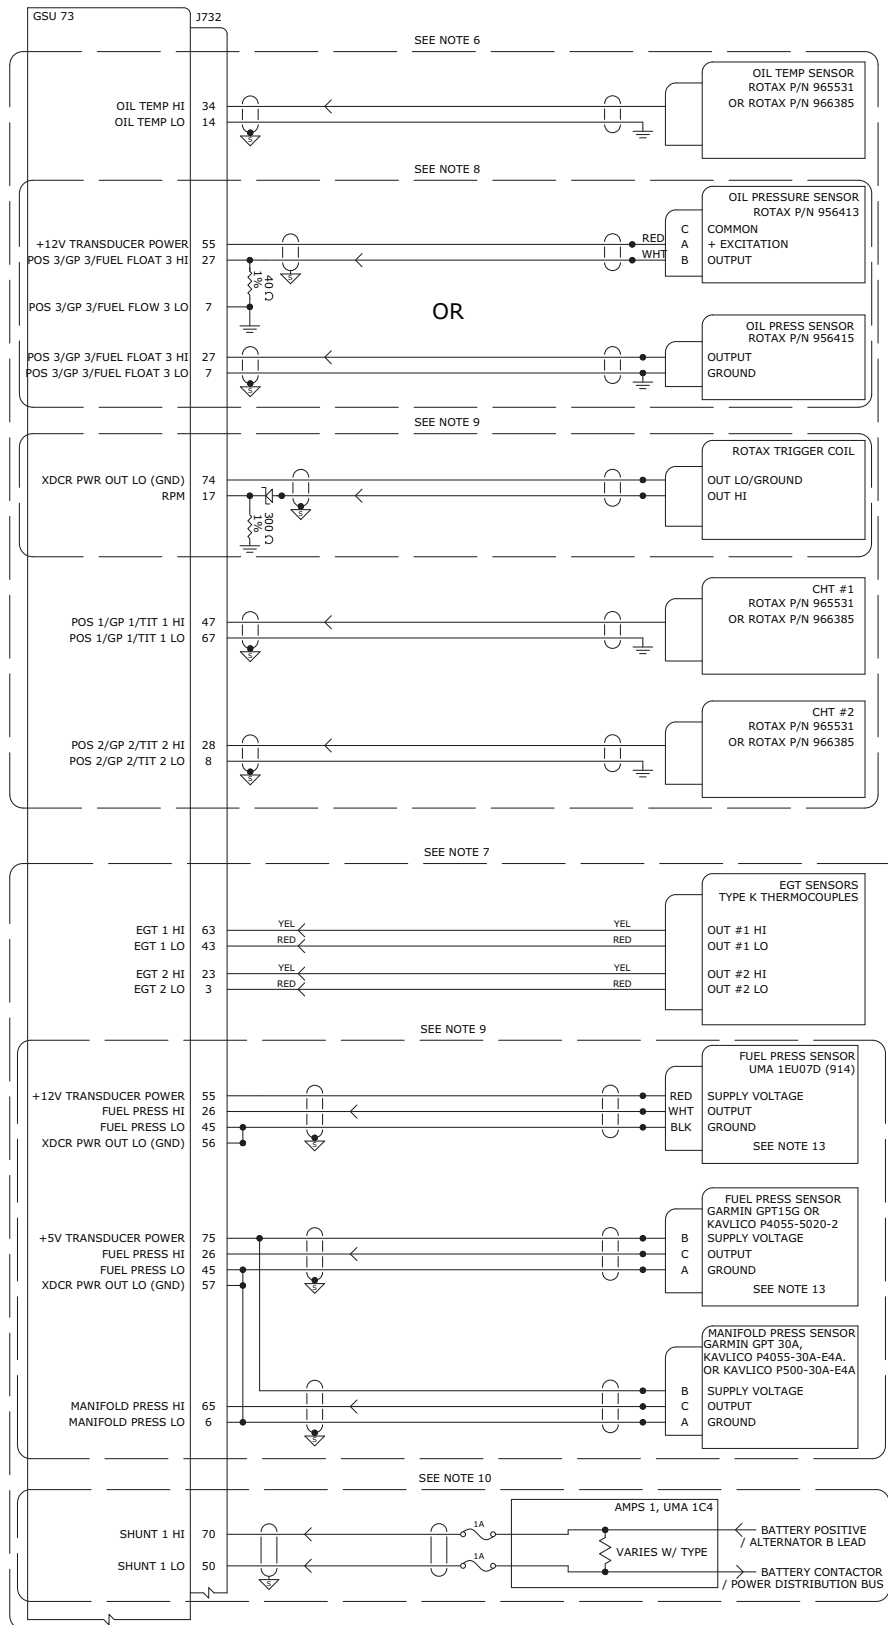 GSU 73
J732
SEE NOTE 6
OIL TEMP HI 34
OIL TEMP LO 14
S
OIL TEMP SENSOR
ROTAX P/N 965531
OR ROTAX P/N 966385
SEE NOTE 8
OIL PRESSURE SENSOR
ROTAX P/N 956413
C COMMON
+12V TRANSDUCER POWER 55 RED A + EXCITATION
POS 3/GP 3/FUEL FLOAT 3 HI 27 WHT B OUTPUT
S
40 Ω
1%
POS 3/GP 3/FUEL FLOW 3 LO 7
OR
OIL PRESS SENSOR
ROTAX P/N 956415
POS 3/GP 3/FUEL FLOAT 3 HI 27 OUTPUT
POS 3/GP 3/FUEL FLOAT 3 LO 7 GROUND
S
SEE NOTE 9
ROTAX TRIGGER COIL
XDCR PWR OUT LO (GND) 74 OUT LO/GROUND
RPM 17 OUT HI
S
300 Ω
1%
CHT #1
ROTAX P/N 965531
OR ROTAX P/N 966385
POS 1/GP 1/TIT 1 HI 47
POS 1/GP 1/TIT 1 LO 67
S
CHT #2
ROTAX P/N 965531
OR ROTAX P/N 966385
POS 2/GP 2/TIT 2 HI 28
POS 2/GP 2/TIT 2 LO 8
S
SEE NOTE 7
EGT SENSORS
TYPE K THERMOCOUPLES
EGT 1 HI 63 YEL YEL OUT #1 HI
EGT 1 LO 43 RED RED OUT #1 LO
EGT 2 HI 23 YEL YEL OUT #2 HI
EGT 2 LO 3 RED RED OUT #2 LO
SEE NOTE 9
FUEL PRESS SENSOR
UMA 1EU07D (914)
+12V TRANSDUCER POWER 55 RED SUPPLY VOLTAGE
FUEL PRESS HI 26 WHT OUTPUT
FUEL PRESS LO 45 BLK GROUND
XDCR PWR OUT LO (GND) 56 S SEE NOTE 13
FUEL PRESS SENSOR
GARMIN GPT15G OR
KAVLICO P4055-5020-2
+5V TRANSDUCER POWER 75 B SUPPLY VOLTAGE
FUEL PRESS HI 26 C OUTPUT
FUEL PRESS LO 45 A GROUND
XDCR PWR OUT LO (GND) 57 S SEE NOTE 13
MANIFOLD PRESS SENSOR
GARMIN GPT 30A,
KAVLICO P4055-30A-E4A.
OR KAVLICO P500-30A-E4A
B SUPPLY VOLTAGE
MANIFOLD PRESS HI 65 C OUTPUT
MANIFOLD PRESS LO 6 A GROUND
S
SEE NOTE 10
AMPS 1, UMA 1C4
SHUNT 1 HI 70 1A BATTERY POSITIVE
/ ALTERNATOR B LEAD
VARIES W/ TYPE
SHUNT 1 LO 50 1A BATTERY CONTACTOR
/ POWER DISTRIBUTION BUS
S